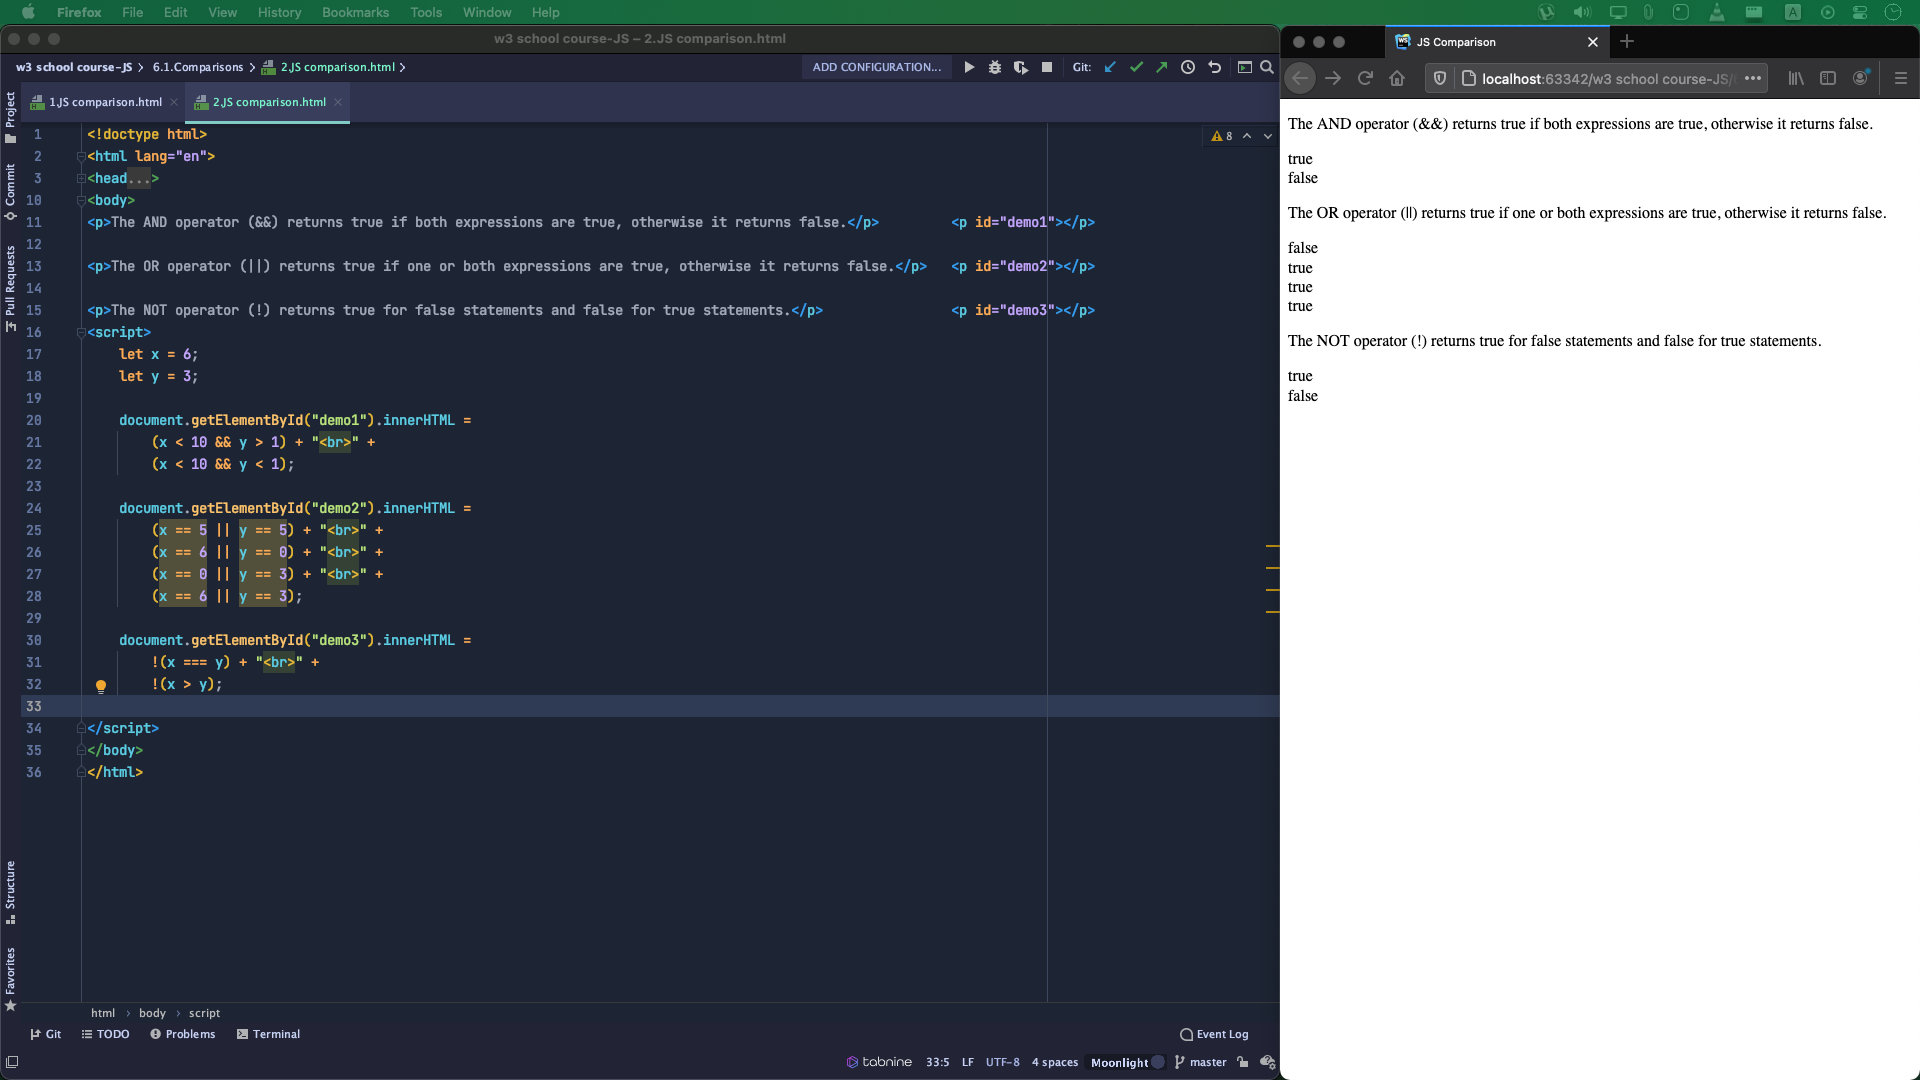 Firefox File Edit View History Bookmarks Tools Window Help
w3 school course-JS – 2.JS comparison.html
w3 school course-JS 6.1.Comparisons 2.JS comparison.html ADD CONFIGURATION... Git:
1.JS comparison.html 2.JS comparison.html
Project
Commit
Pull Requests
Structure
Favorites
8
1 <!doctype html>
2 <html lang="en">
3 <head...>
10 <body>
11 <p>The AND operator (&&) returns true if both expressions are true, otherwise it returns false.</p> <p id="demo1"></p>
12
13 <p>The OR operator (||) returns true if one or both expressions are true, otherwise it returns false.</p> <p id="demo2"></p>
14
15 <p>The NOT operator (!) returns true for false statements and false for true statements.</p> <p id="demo3"></p>
16 <script>
17 let x = 6;
18 let y = 3;
19
20 document.getElementById("demo1").innerHTML =
21 (x < 10 && y > 1) + "<br>" +
22 (x < 10 && y < 1);
23
24 document.getElementById("demo2").innerHTML =
25 (x == 5 || y == 5) + "<br>" +
26 (x == 6 || y == 0) + "<br>" +
27 (x == 0 || y == 3) + "<br>" +
28 (x == 6 || y == 3);
29
30 document.getElementById("demo3").innerHTML =
31 !(x === y) + "<br>" +
32 !(x > y);
33
34 </script>
35 </body>
36 </html>
html › body › script
Git TODO Problems Terminal Event Log
tabnine 33:5 LF UTF-8 4 spaces Moonlight master
JS Comparison
localhost:63342/w3 school course-JS/
The AND operator (&&) returns true if both expressions are true, otherwise it returns false.
true
false
The OR operator (||) returns true if one or both expressions are true, otherwise it returns false.
false
true
true
true
The NOT operator (!) returns true for false statements and false for true statements.
true
false